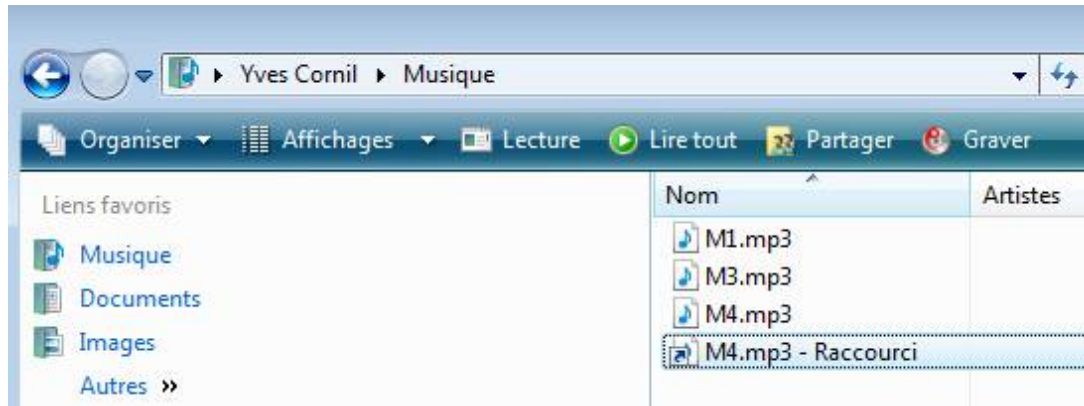 Yves Cornil Musique
Organiser Affichages Lecture Lire tout Partager Graver
Liens favoris
Musique
Documents
Images
Autres »
Nom Artistes
M1.mp3
M3.mp3
M4.mp3
M4.mp3 - Raccourci